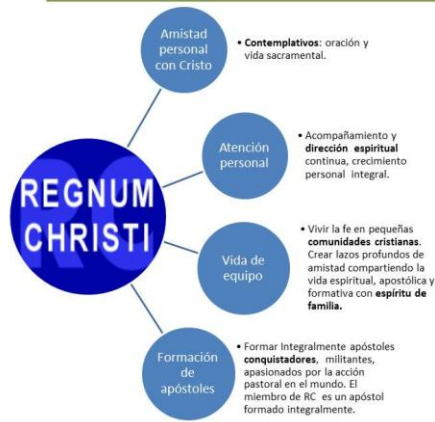 Amistad
personal
con Cristo
• Contemplativos: oración y
vida sacramental.
Atención
personal
• Acompañamiento y
dirección espiritual
continua, crecimiento
personal integral.
RC
REGNUM
CHRISTI
Vida de
equipo
• Vivir la fe en pequeñas
comunidades cristianas.
Crear lazos profundos de
amistad compartiendo la
vida espiritual, apostólica y
formativa con espíritu de
familia.
Formación
de
apóstoles
• Formar Integralmente apóstoles
conquistadores, militantes,
apasionados por la acción
pastoral en el mundo. El
miembro de RC es un apóstol
formado integralmente.